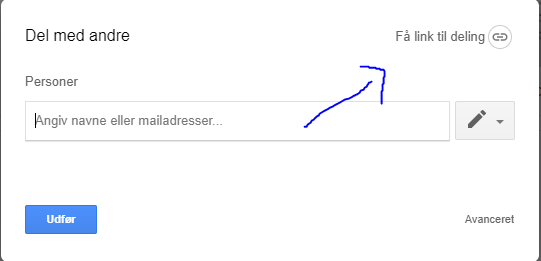 Del med andre
Få link til deling
Personer
Angiv navne eller mailadresser...
Udfør
Avanceret